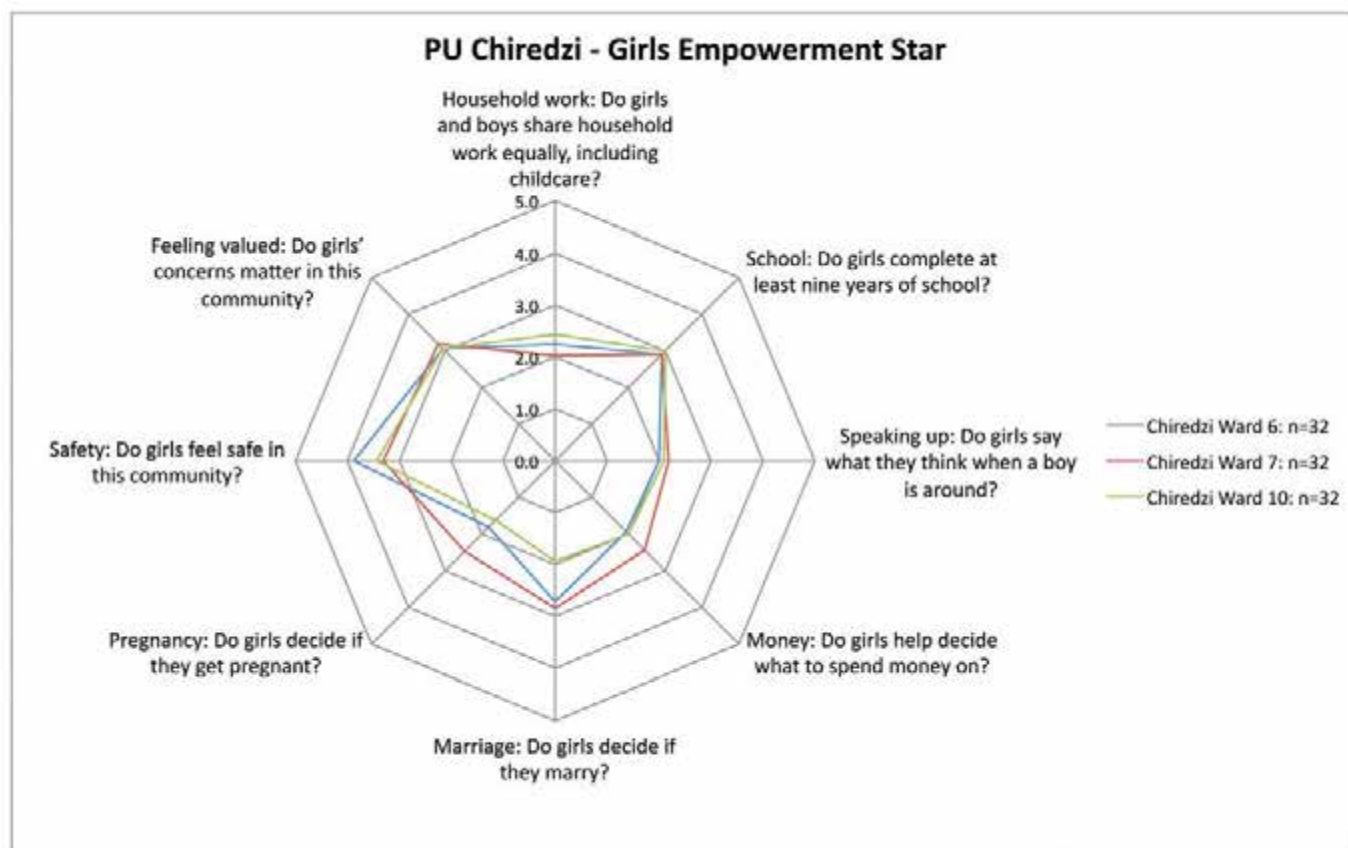 PU Chiredzi - Girls Empowerment Star
Household work: Do girls
and boys share household
work equally, including
childcare?
School: Do girls complete at
least nine years of school?
Speaking up: Do girls say
what they think when a boy
is around?
Money: Do girls help decide
what to spend money on?
Marriage: Do girls decide if
they marry?
Pregnancy: Do girls decide if
they get pregnant?
Safety: Do girls feel safe in
this community?
Feeling valued: Do girls’
concerns matter in this
community?
5.0
4.0
3.0
2.0
1.0
0.0
Chiredzi Ward 6: n=32
Chiredzi Ward 7: n=32
Chiredzi Ward 10: n=32